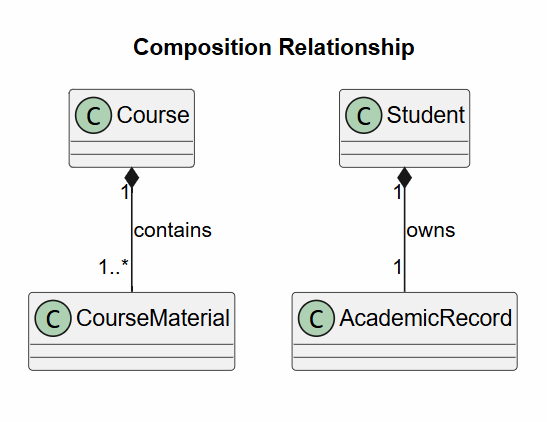 Composition Relationship
C Course
C Student
1
1
contains
owns
1..*
1
C CourseMaterial
C AcademicRecord